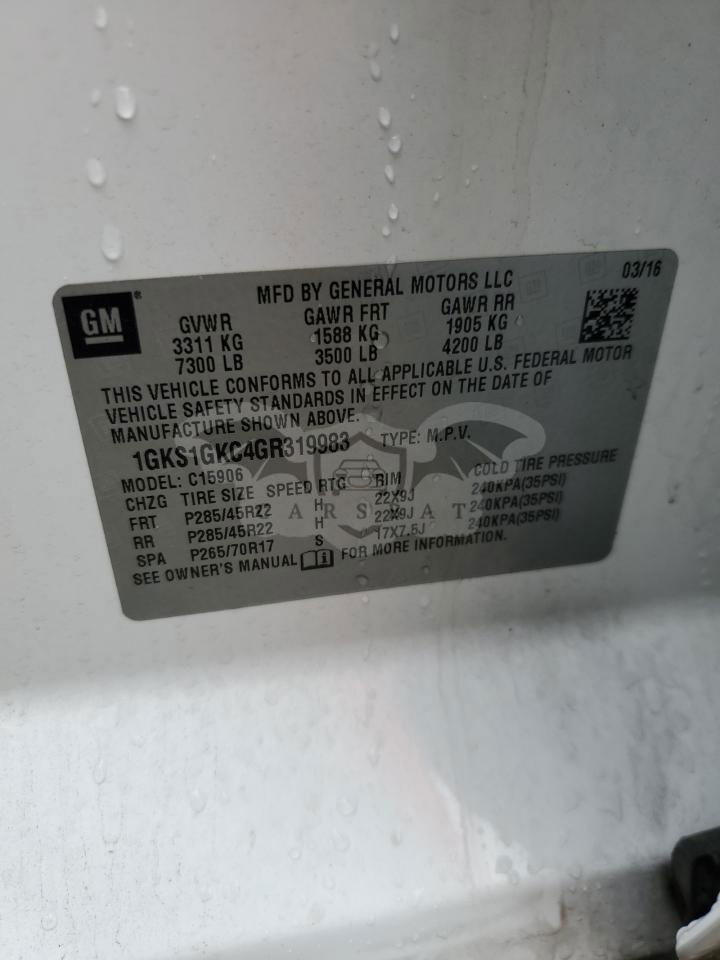 MFD BY GENERAL MOTORS LLC 03/16
GM ®
GVWR GAWR FRT GAWR RR
3311 KG 1588 KG 1905 KG
7300 LB 3500 LB 4200 LB
THIS VEHICLE CONFORMS TO ALL APPLICABLE U.S. FEDERAL MOTOR
VEHICLE SAFETY STANDARDS IN EFFECT ON THE DATE OF
MANUFACTURE SHOWN ABOVE.
1GKS1GKC4GR319983 TYPE: M.P.V.
MODEL: C15906
CHZG TIRE SIZE SPEED RTG RIM COLD TIRE PRESSURE
FRT P285/45R22 H 22X9J 240KPA(35PSI)
RR P285/45R22 H 22X9J 240KPA(35PSI)
SPA P265/70R17 S 17X7.5J 240KPA(35PSI)
SEE OWNER'S MANUAL FOR MORE INFORMATION.